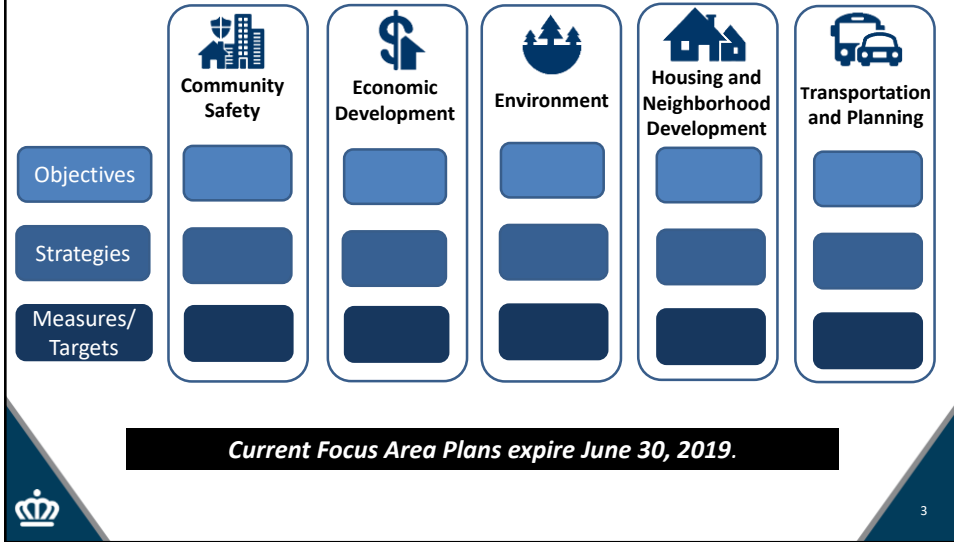 Community
Safety
Economic
Development
Environment
Housing and
Neighborhood
Development
Transportation
and Planning
Objectives
Strategies
Measures/
Targets
Current Focus Area Plans expire June 30, 2019.
3